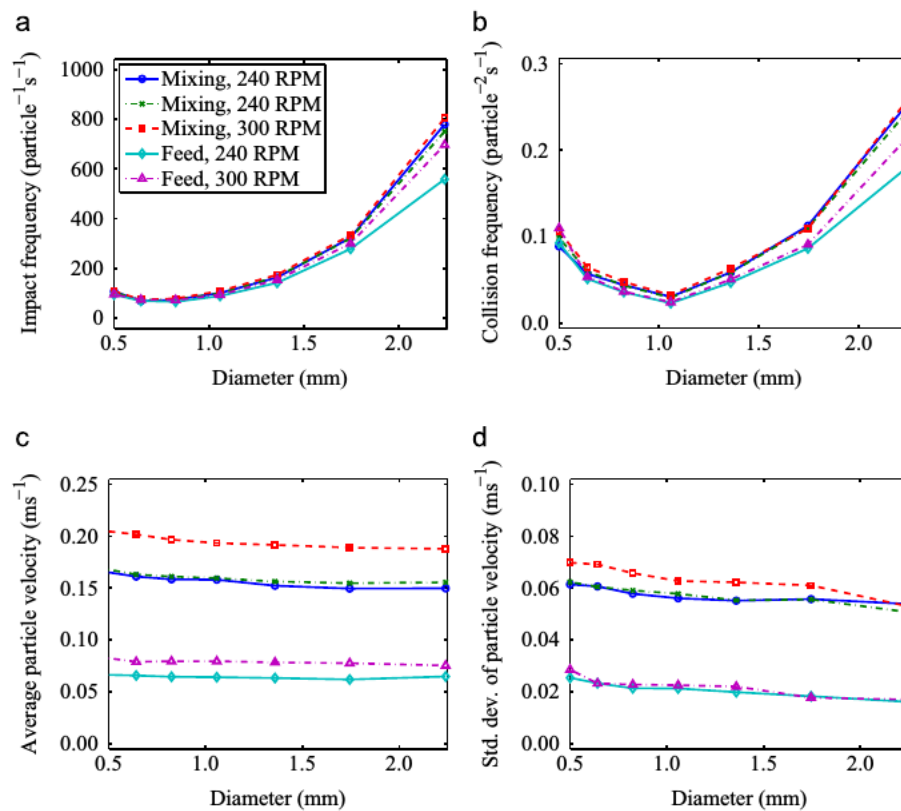 a
Impact frequency (particle⁻¹s⁻¹)
1000
800
600
400
200
0
Mixing, 240 RPM
Mixing, 240 RPM
Mixing, 300 RPM
Feed, 240 RPM
Feed, 300 RPM
0.5 1.0 1.5 2.0
Diameter (mm)
b
Collision frequency (particle⁻²s⁻¹)
0.3
0.2
0.1
0.0
0.5 1.0 1.5 2.0
Diameter (mm)
c
Average particle velocity (ms⁻¹)
0.25
0.20
0.15
0.10
0.05
0.00
0.5 1.0 1.5 2.0
Diameter (mm)
d
Std. dev. of particle velocity (ms⁻¹)
0.10
0.08
0.06
0.04
0.02
0.00
0.5 1.0 1.5 2.0
Diameter (mm)